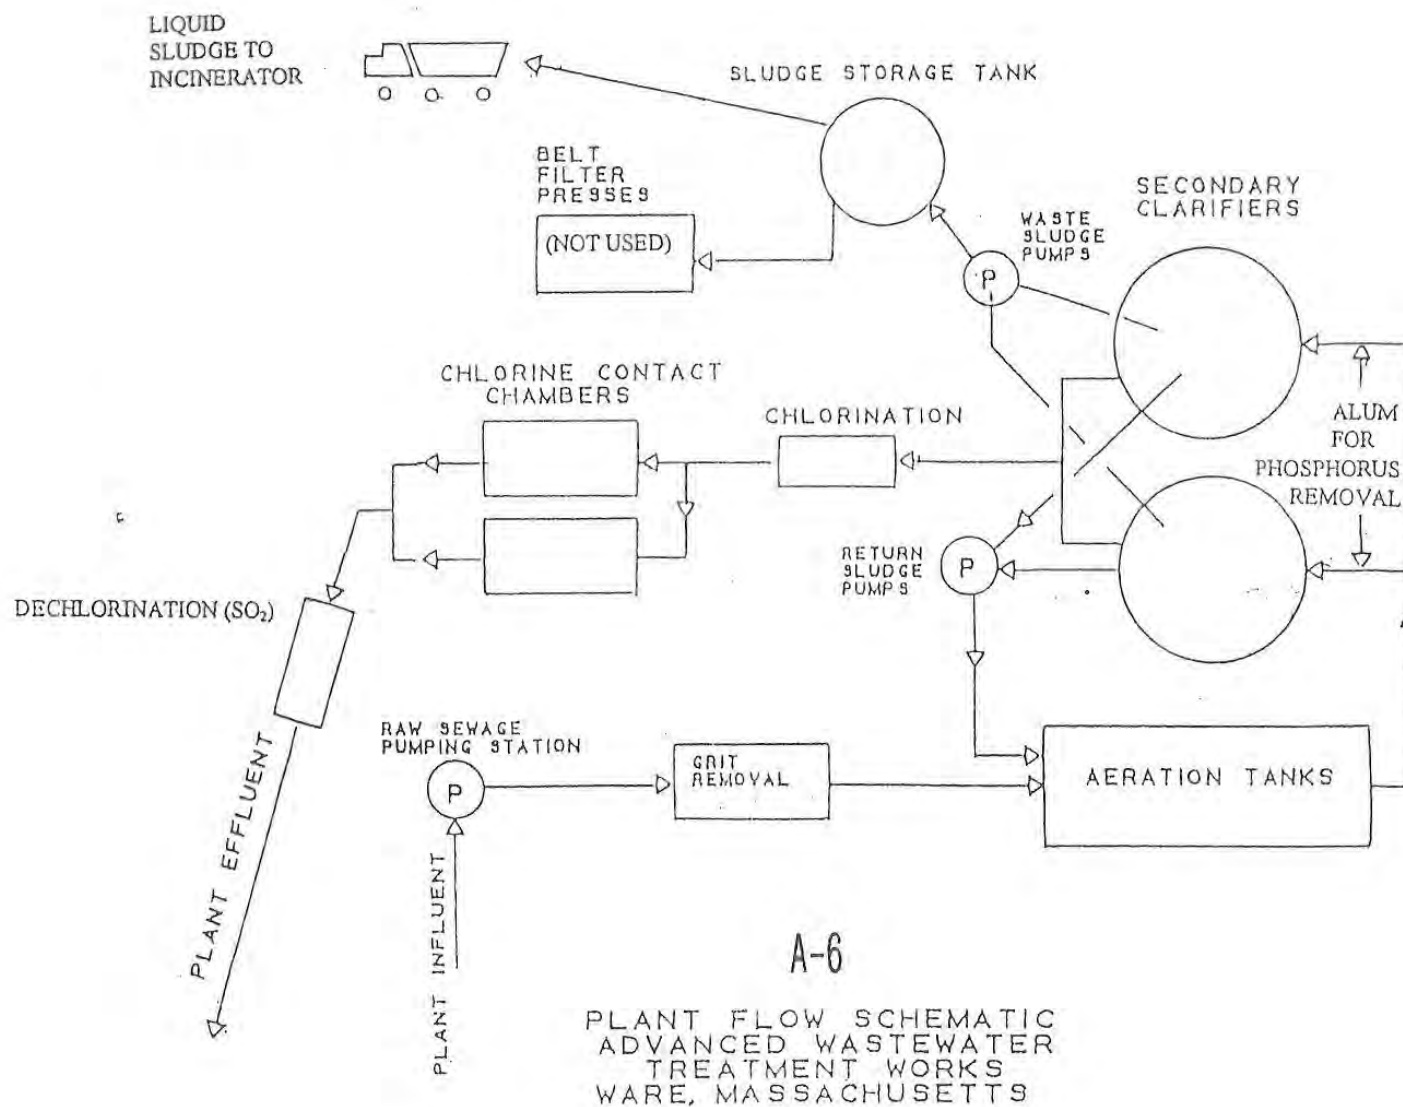 LIQUID
SLUDGE TO
INCINERATOR
SLUDGE STORAGE TANK
BELT
FILTER
PRESSES
(NOT USED)
WASTE
SLUDGE
PUMPS
P
SECONDARY
CLARIFIERS
CHLORINE CONTACT
CHAMBERS
CHLORINATION
ALUM
FOR
PHOSPHORUS
REMOVAL
RETURN
SLUDGE
PUMPS
P
DECHLORINATION (SO₂)
RAW SEWAGE
PUMPING STATION
P
GRIT
REMOVAL
AERATION TANKS
PLANT EFFLUENT
PLANT INFLUENT
A-6
PLANT FLOW SCHEMATIC
ADVANCED WASTEWATER
TREATMENT WORKS
WARE, MASSACHUSETTS